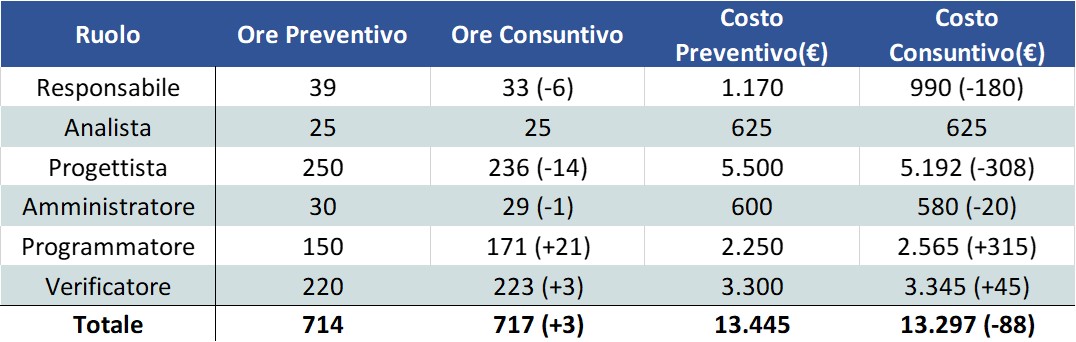 Ruolo Ore Preventivo Ore Consuntivo Costo Preventivo(€) Costo Consuntivo(€)
Responsabile 39 33 (-6) 1.170 990 (-180)
Analista 25 25 625 625
Progettista 250 236 (-14) 5.500 5.192 (-308)
Amministratore 30 29 (-1) 600 580 (-20)
Programmatore 150 171 (+21) 2.250 2.565 (+315)
Verificatore 220 223 (+3) 3.300 3.345 (+45)
Totale 714 717 (+3) 13.445 13.297 (-88)